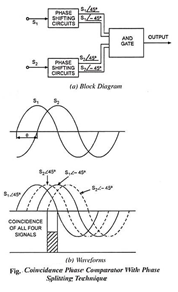 S₁
PHASE
SHIFTING
CIRCUITS
S₁∠45°
S₁∠-45°
AND
GATE
OUTPUT
S₂
PHASE
SHIFTING
CIRCUITS
S₂∠45°
S₂∠-45°
(a) Block Diagram
S₁ S₂
θ
S₂∠45° S₁∠-45°
S₁∠45° S₂∠-45°
COINCIDENCE
OF ALL FOUR
SIGNALS
(b) Waveforms
Fig. Coincidence Phase Comparator With Phase
Splitting Technique